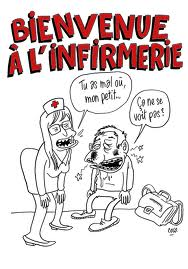 BIENVENUE
À L'INFIRMERIE
Tu as mal où,
mon petit...
Ça ne se
voit pas?